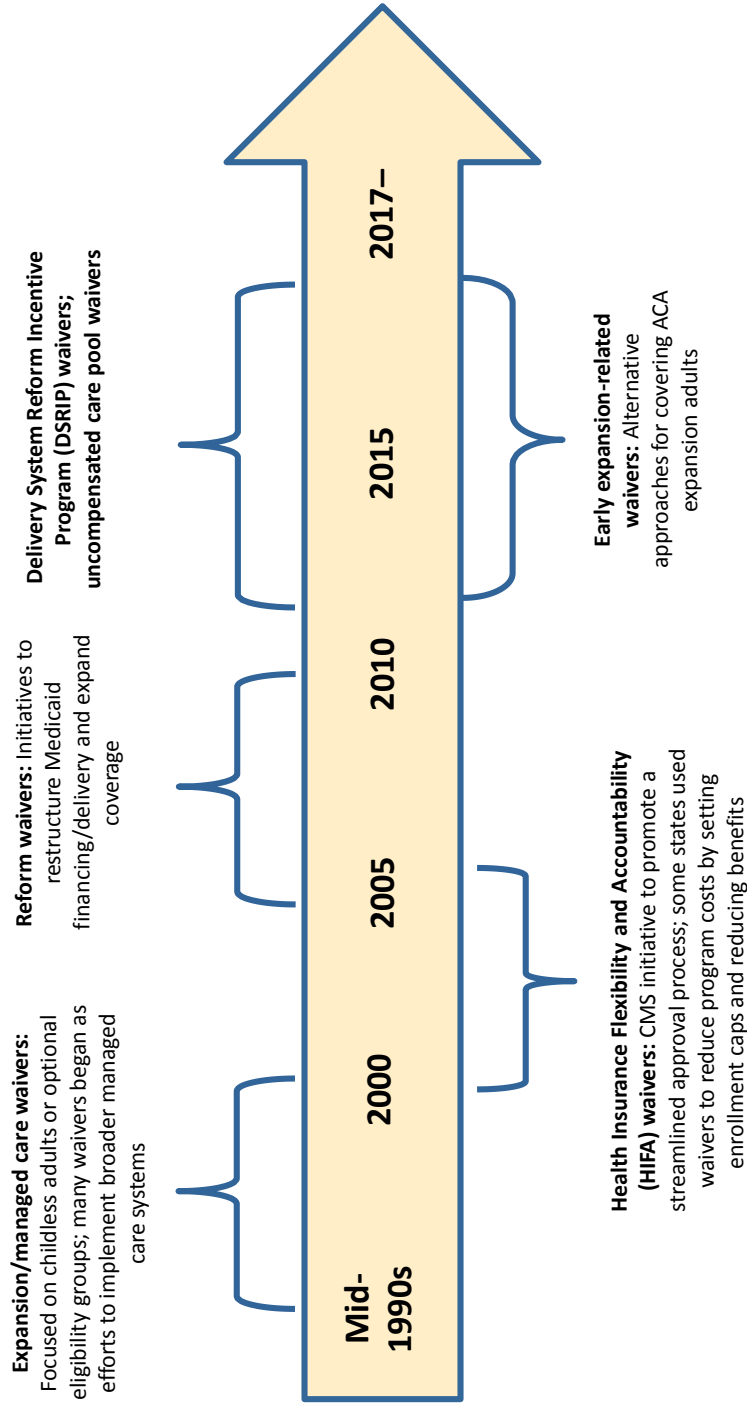 Expansion/managed care waivers:
Focused on childless adults or optional
eligibility groups; many waivers began as
efforts to implement broader managed
care systems
Reform waivers: Initiatives to
restructure Medicaid
financing/delivery and expand
coverage
Delivery System Reform Incentive
Program (DSRIP) waivers;
uncompensated care pool waivers
Mid-
1990s
2000
2005
2010
2015
2017–
Health Insurance Flexibility and Accountability
(HIFA) waivers: CMS initiative to promote a
streamlined approval process; some states used
waivers to reduce program costs by setting
enrollment caps and reducing benefits
Early expansion-related
waivers: Alternative
approaches for covering ACA
expansion adults